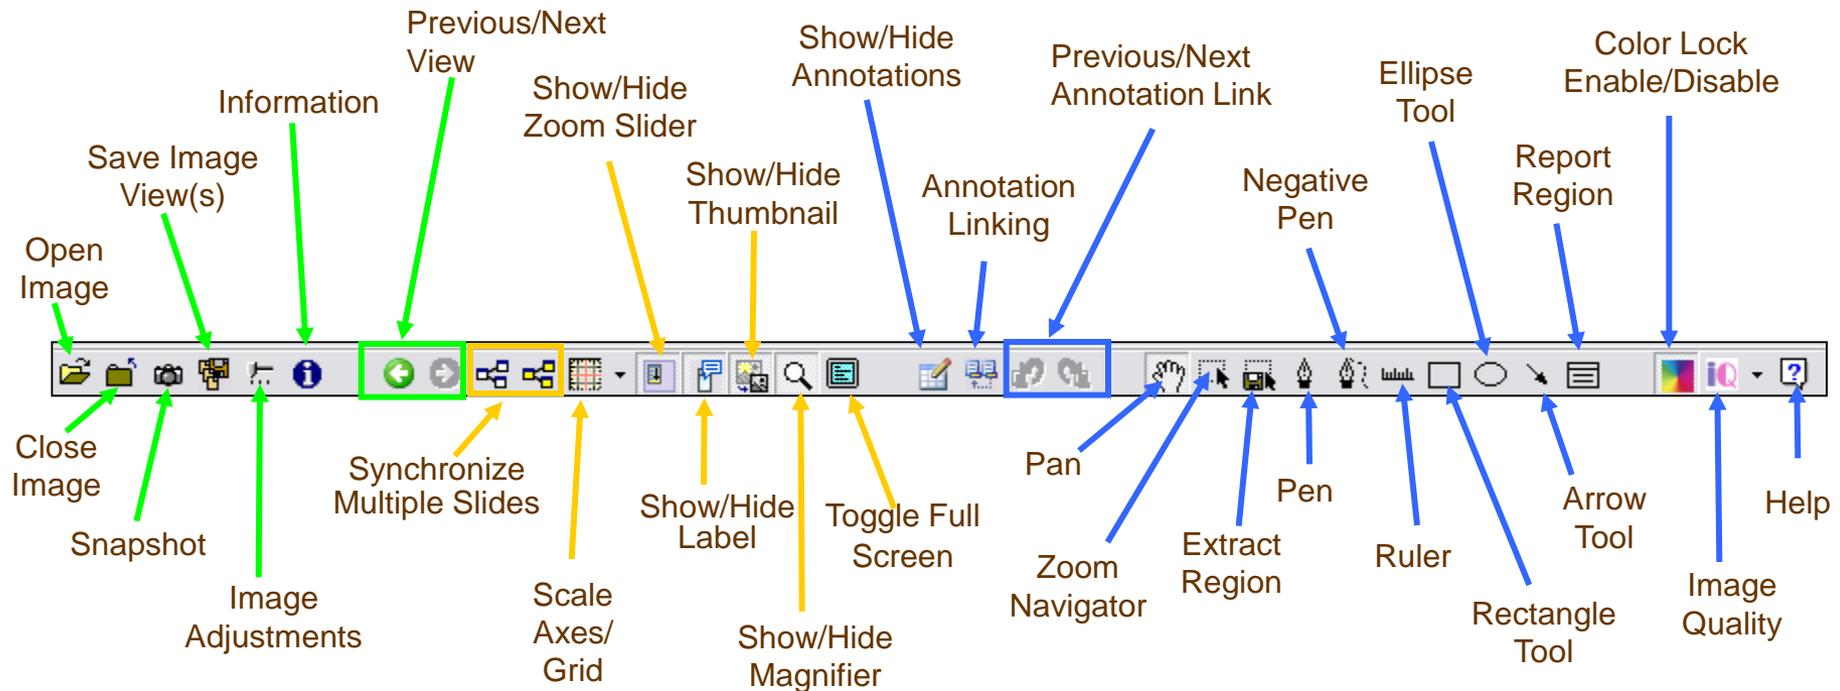 Previous/Next
View
Show/Hide
Annotations
Previous/Next
Annotation Link
Color Lock
Enable/Disable
Information
Show/Hide
Zoom Slider
Ellipse
Tool
Save Image
View(s)
Show/Hide
Thumbnail
Annotation
Linking
Negative
Pen
Report
Region
Open
Image
iQ
Close
Image
Snapshot
Image
Adjustments
Synchronize
Multiple Slides
Scale
Axes/
Grid
Show/Hide
Label
Show/Hide
Magnifier
Toggle Full
Screen
Pan
Zoom
Navigator
Extract
Region
Pen
Ruler
Rectangle
Tool
Arrow
Tool
Image
Quality
Help